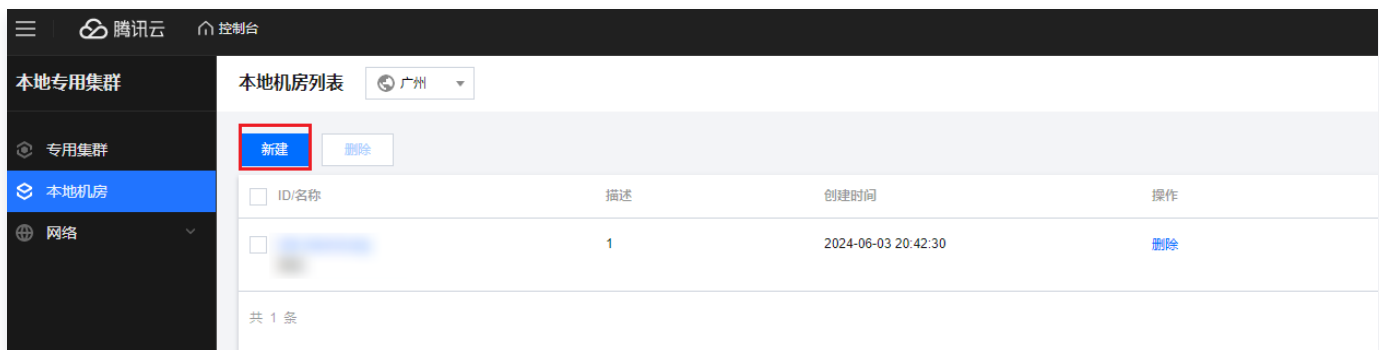 腾讯云 控制台
本地专用集群
专用集群
本地机房
网络
本地机房列表 广州
新建 删除
ID/名称 描述 创建时间 操作
1 2024-06-03 20:42:30 删除
共 1 条